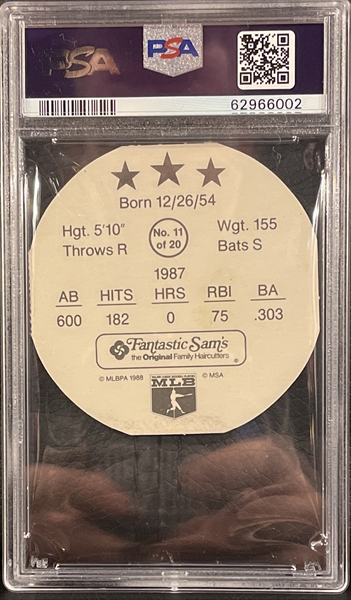 PSA
PSA
62966002
Born 12/26/54
Hgt. 5'10" No. 11 of 20 Wgt. 155
Throws R Bats S
1987
AB HITS HRS RBI BA
600 182 0 75 .303
Fantastic Sam's
the Original Family Haircutters ®
© MLBPA 1988 © MSA
MLB